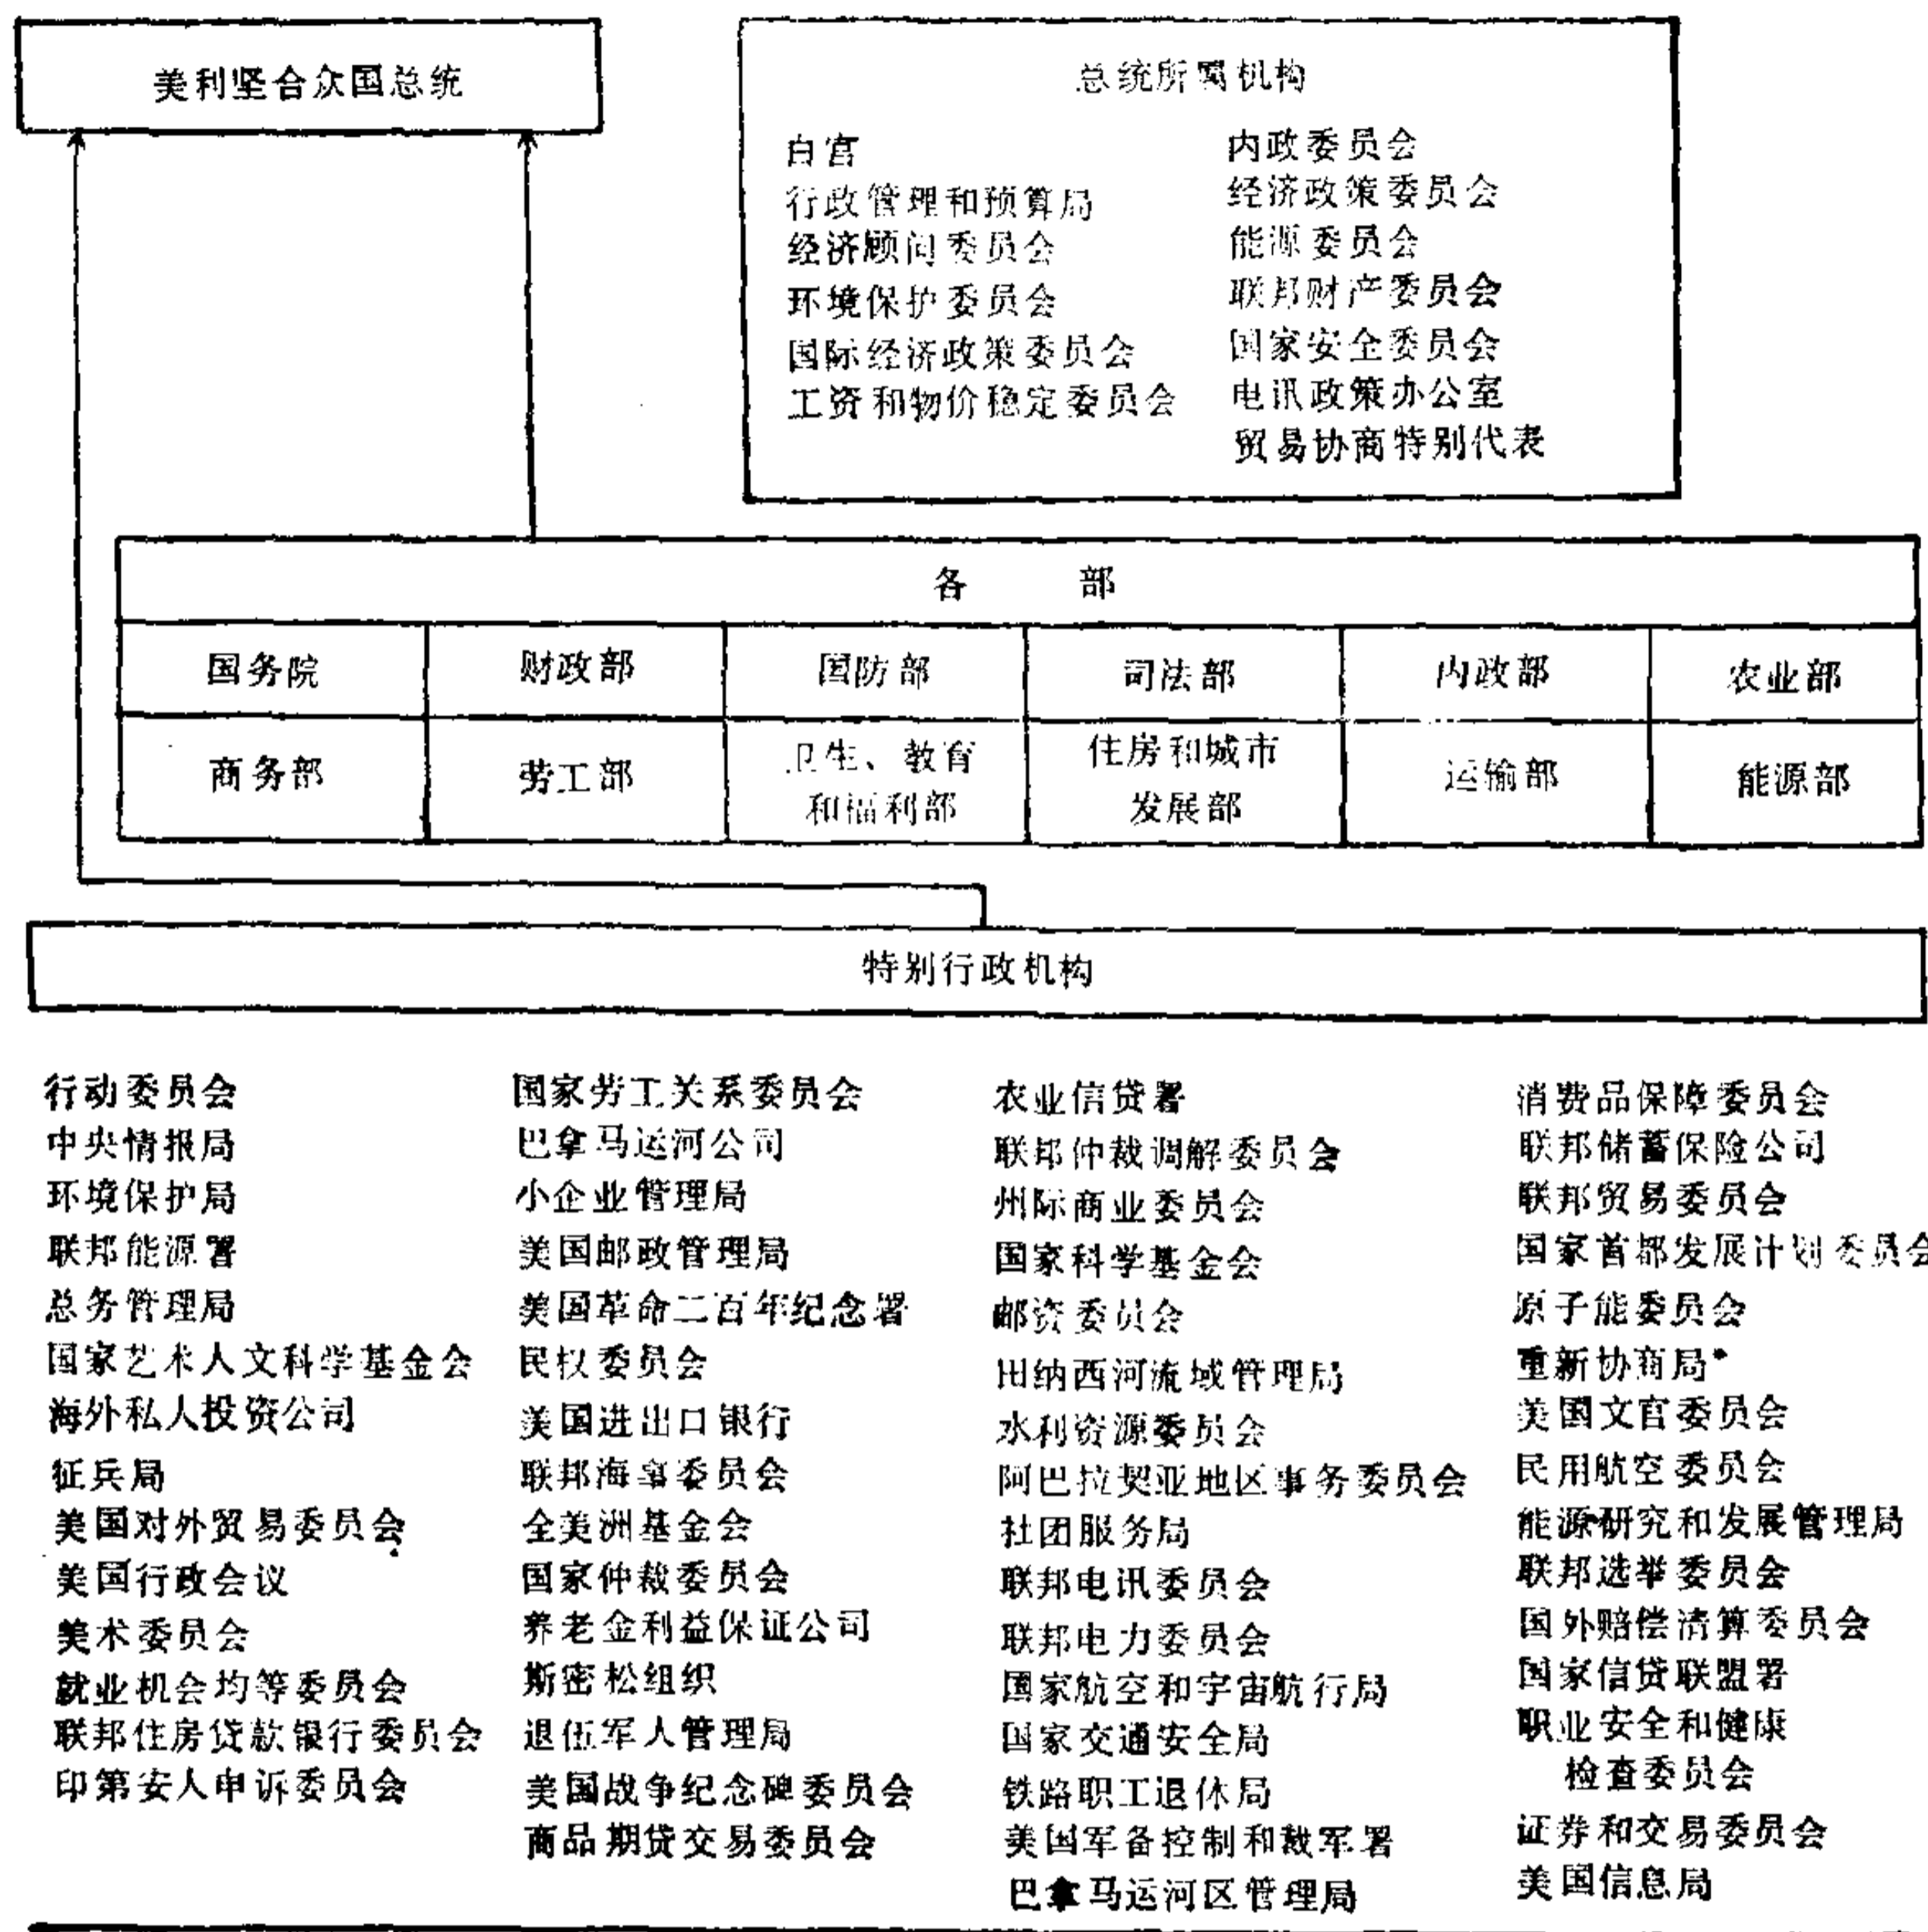 美利坚合众国总统
总统所属机构
白宫
行政管理和预算局
经济顾问委员会
环境保护委员会
国际经济政策委员会
工资和物价稳定委员会
内政委员会
经济政策委员会
能源委员会
联邦财产委员会
国家安全委员会
电讯政策办公室
贸易协商特别代表
各 部
国务院
财政部
国防部
司法部
内政部
农业部
商务部
劳工部
卫生、教育
和福利部
住房和城市
发展部
运输部
能源部
特别行政机构
行动委员会
中央情报局
环境保护局
联邦能源署
总务管理局
国家艺术人文科学基金会
海外私人投资公司
征兵局
美国对外贸易委员会
美国行政会议
美术委员会
就业机会均等委员会
联邦住房贷款银行委员会
印第安人申诉委员会
国家劳工关系委员会
巴拿马运河公司
小企业管理局
美国邮政管理局
美国革命二百年纪念署
民权委员会
美国进出口银行
联邦海事委员会
全美洲基金会
国家仲裁委员会
养老金利益保证公司
斯密松组织
退伍军人管理局
美国战争纪念碑委员会
商品期贷交易委员会
农业信贷署
联邦仲裁调解委员会
州际商业委员会
国家科学基金会
邮资委员会
田纳西河流域管理局
水利资源委员会
阿巴拉契亚地区事务委员会
社团服务局
联邦电讯委员会
联邦电力委员会
国家航空和宇宙航行局
国家交通安全局
铁路职工退休局
美国军备控制和裁军署
巴拿马运河区管理局
消费品保障委员会
联邦储蓄保险公司
联邦贸易委员会
国家首都发展计划委员会
原子能委员会
重新协商局*
美国文官委员会
民用航空委员会
能源研究和发展管理局
联邦选举委员会
国外赔偿清算委员会
国家信贷联盟署
职业安全和健康
检查委员会
证券和交易委员会
美国信息局